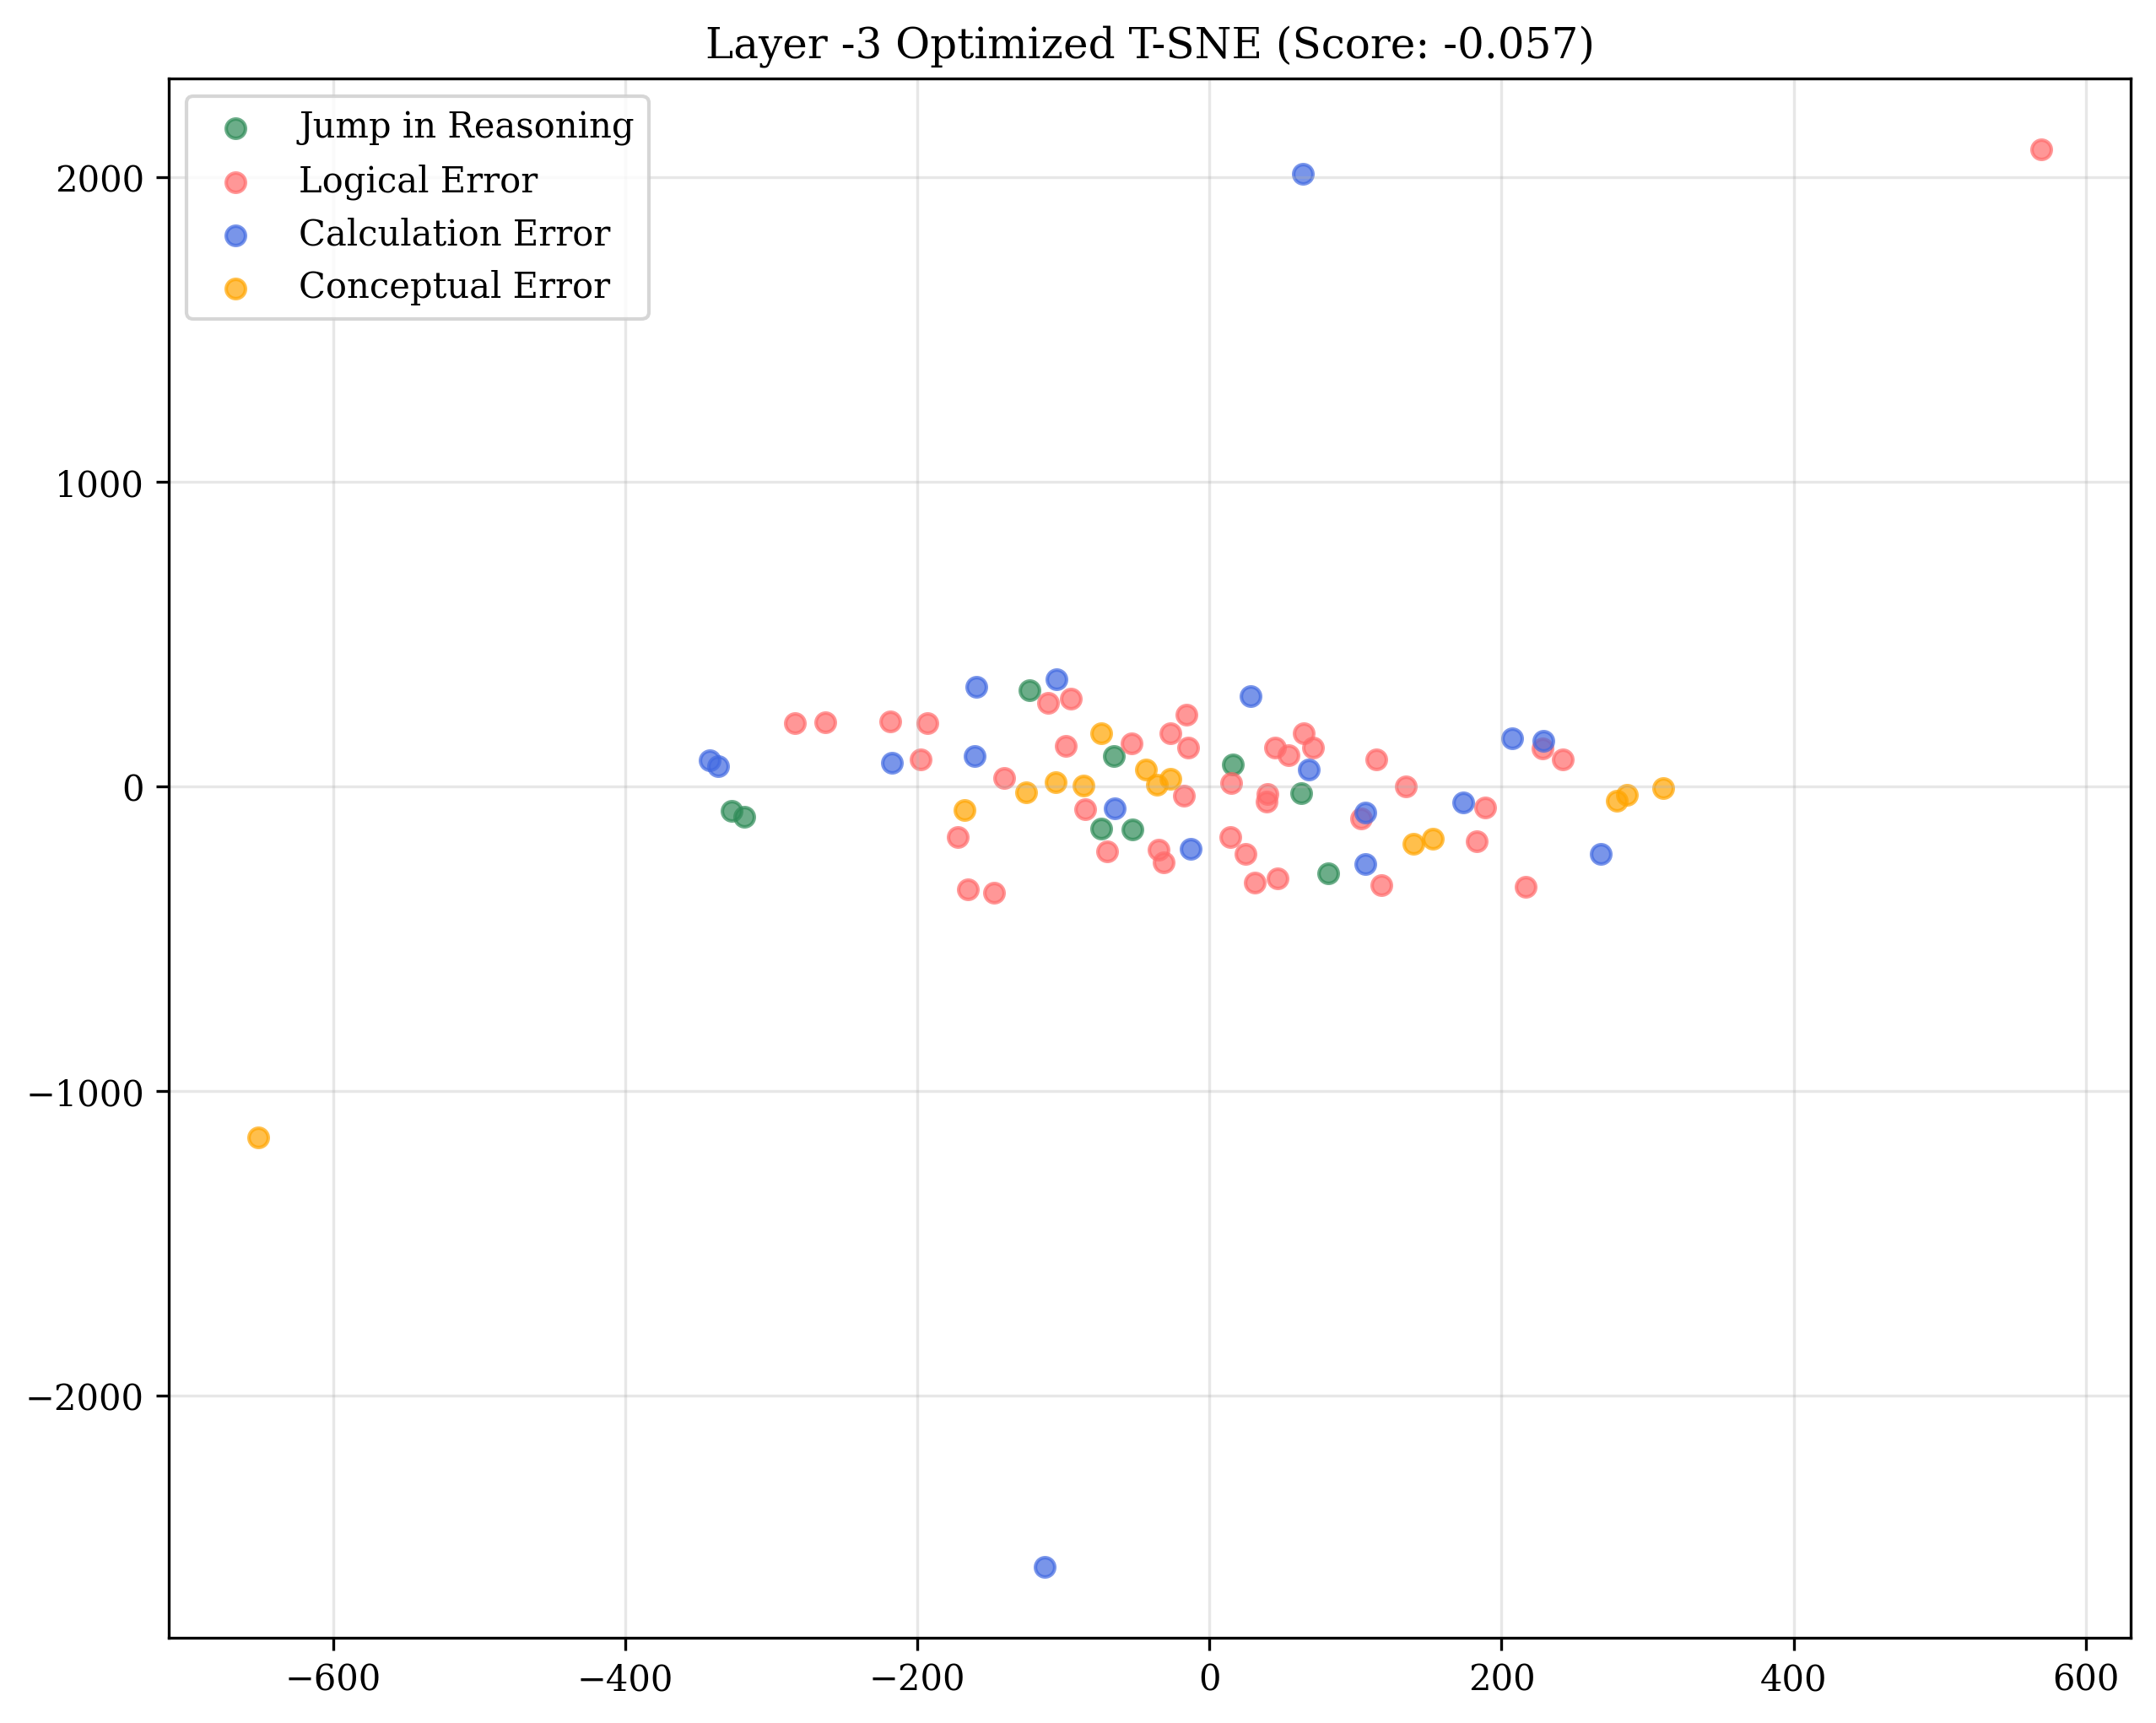 Layer -3 Optimized T-SNE (Score: -0.057)
Jump in Reasoning
Logical Error
Calculation Error
Conceptual Error
2000
1000
0
−1000
−2000
−600
−400
−200
0
200
400
600